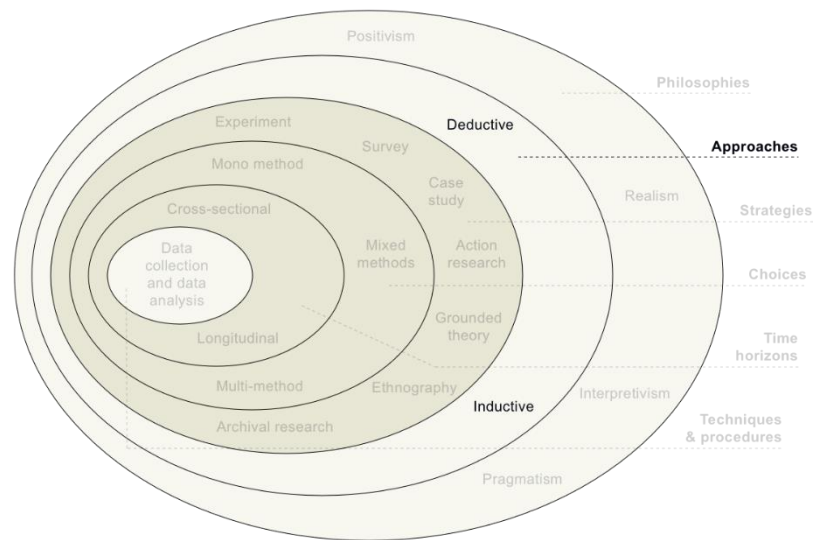 Positivism
Philosophies
Experiment
Deductive
Survey
Approaches
Mono method
Case
study
Realism
Cross-sectional
Strategies
Data
collection
and data
analysis
Mixed
methods
Action
research
Choices
Grounded
theory
Longitudinal
Time
horizons
Multi-method
Ethnography
Interpretivism
Inductive
Archival research
Techniques
& procedures
Pragmatism